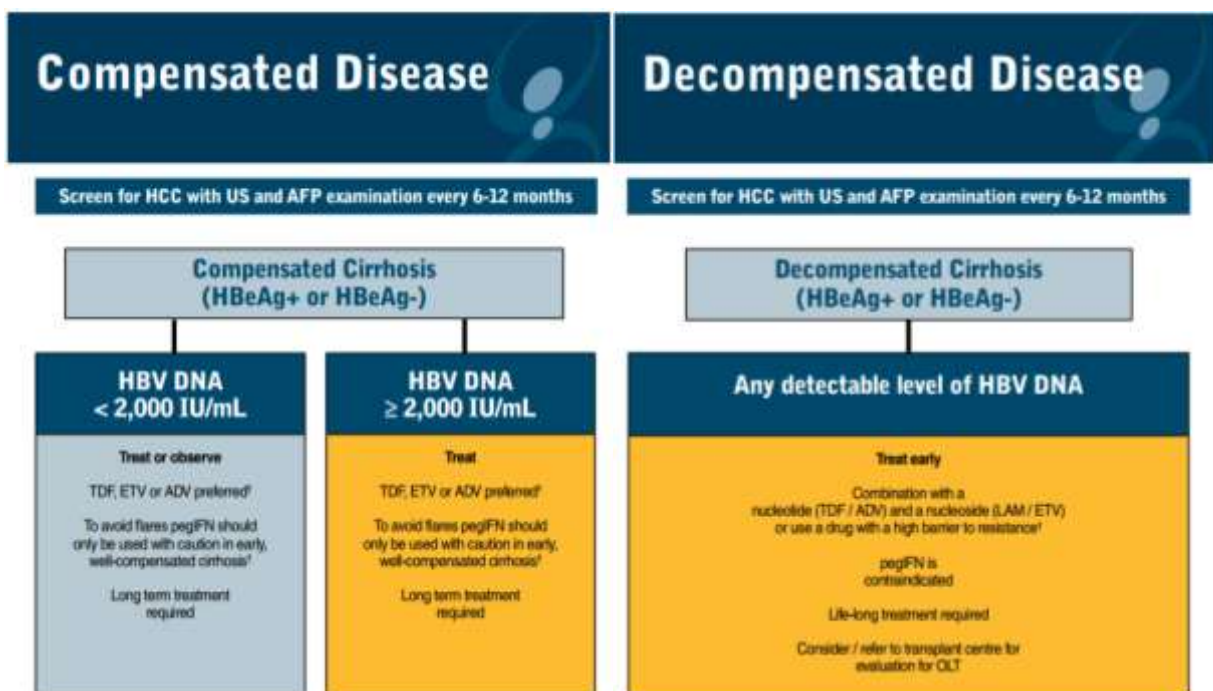 Compensated Disease
Screen for HCC with US and AFP examination every 6-12 months
Compensated Cirrhosis
(HBeAg+ or HBeAg-)
HBV DNA
< 2,000 IU/mL
Treat or observe
TDF, ETV or ADV preferred
To avoid flares pegIFN should
only be used with caution in early,
well-compensated cirrhosis
Long term treatment
required
HBV DNA
≥ 2,000 IU/mL
Treat
TDF, ETV or ADV preferred
To avoid flares pegIFN should
only be used with caution in early,
well-compensated cirrhosis
Long term treatment
required
Decompensated Disease
Screen for HCC with US and AFP examination every 6-12 months
Decompensated Cirrhosis
(HBeAg+ or HBeAg-)
Any detectable level of HBV DNA
Treat early
Combination with a
nucleotide (TDF / ADV) and a nucleoside (LAM / ETV)
or use a drug with a high barrier to resistance
pegIFN is
contraindicated
Life-long treatment required
Consider / refer to transplant centre for
evaluation for OLT